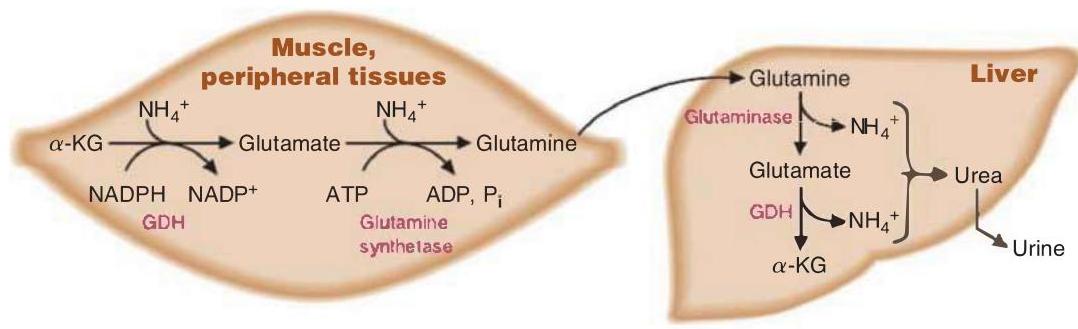 Muscle,
peripheral tissues
NH₄⁺
NH₄⁺
α-KG
Glutamate
Glutamine
NADPH
NADP⁺
ATP
ADP, Pᵢ
GDH
Glutamine
synthetase
Liver
Glutamine
Glutaminase
NH₄⁺
Glutamate
Urea
GDH
NH₄⁺
Urine
α-KG